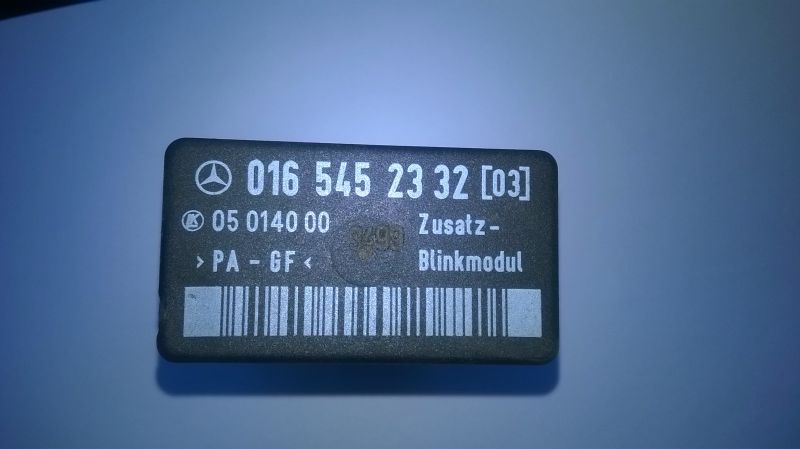 016 545 23 32 [03]
05 0140 00
Zusatz-
> PA - GF <
Blinkmodul